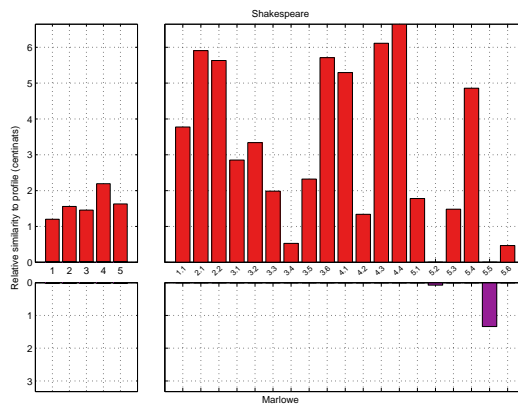 Shakespeare
Relative similarity to profile (centinats)
6
5
4
3
2
1
0
1 2 3 4 5
1.1 2.1 2.2 3.1 3.2 3.3 3.4 3.5 3.6 4.1 4.2 4.3 4.4 5.1 5.2 5.3 5.4 5.5 5.6
0
1
2
3
Marlowe